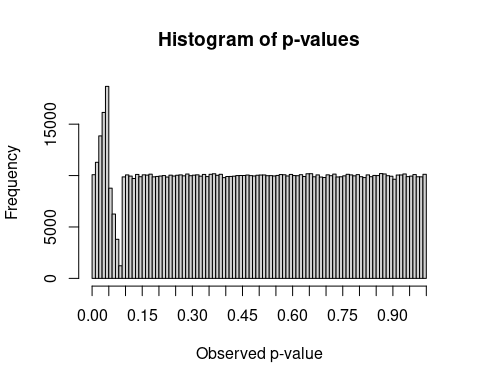 Histogram of p-values
Frequency
15000
5000
0
0.00 0.15 0.30 0.45 0.60 0.75 0.90
Observed p-value